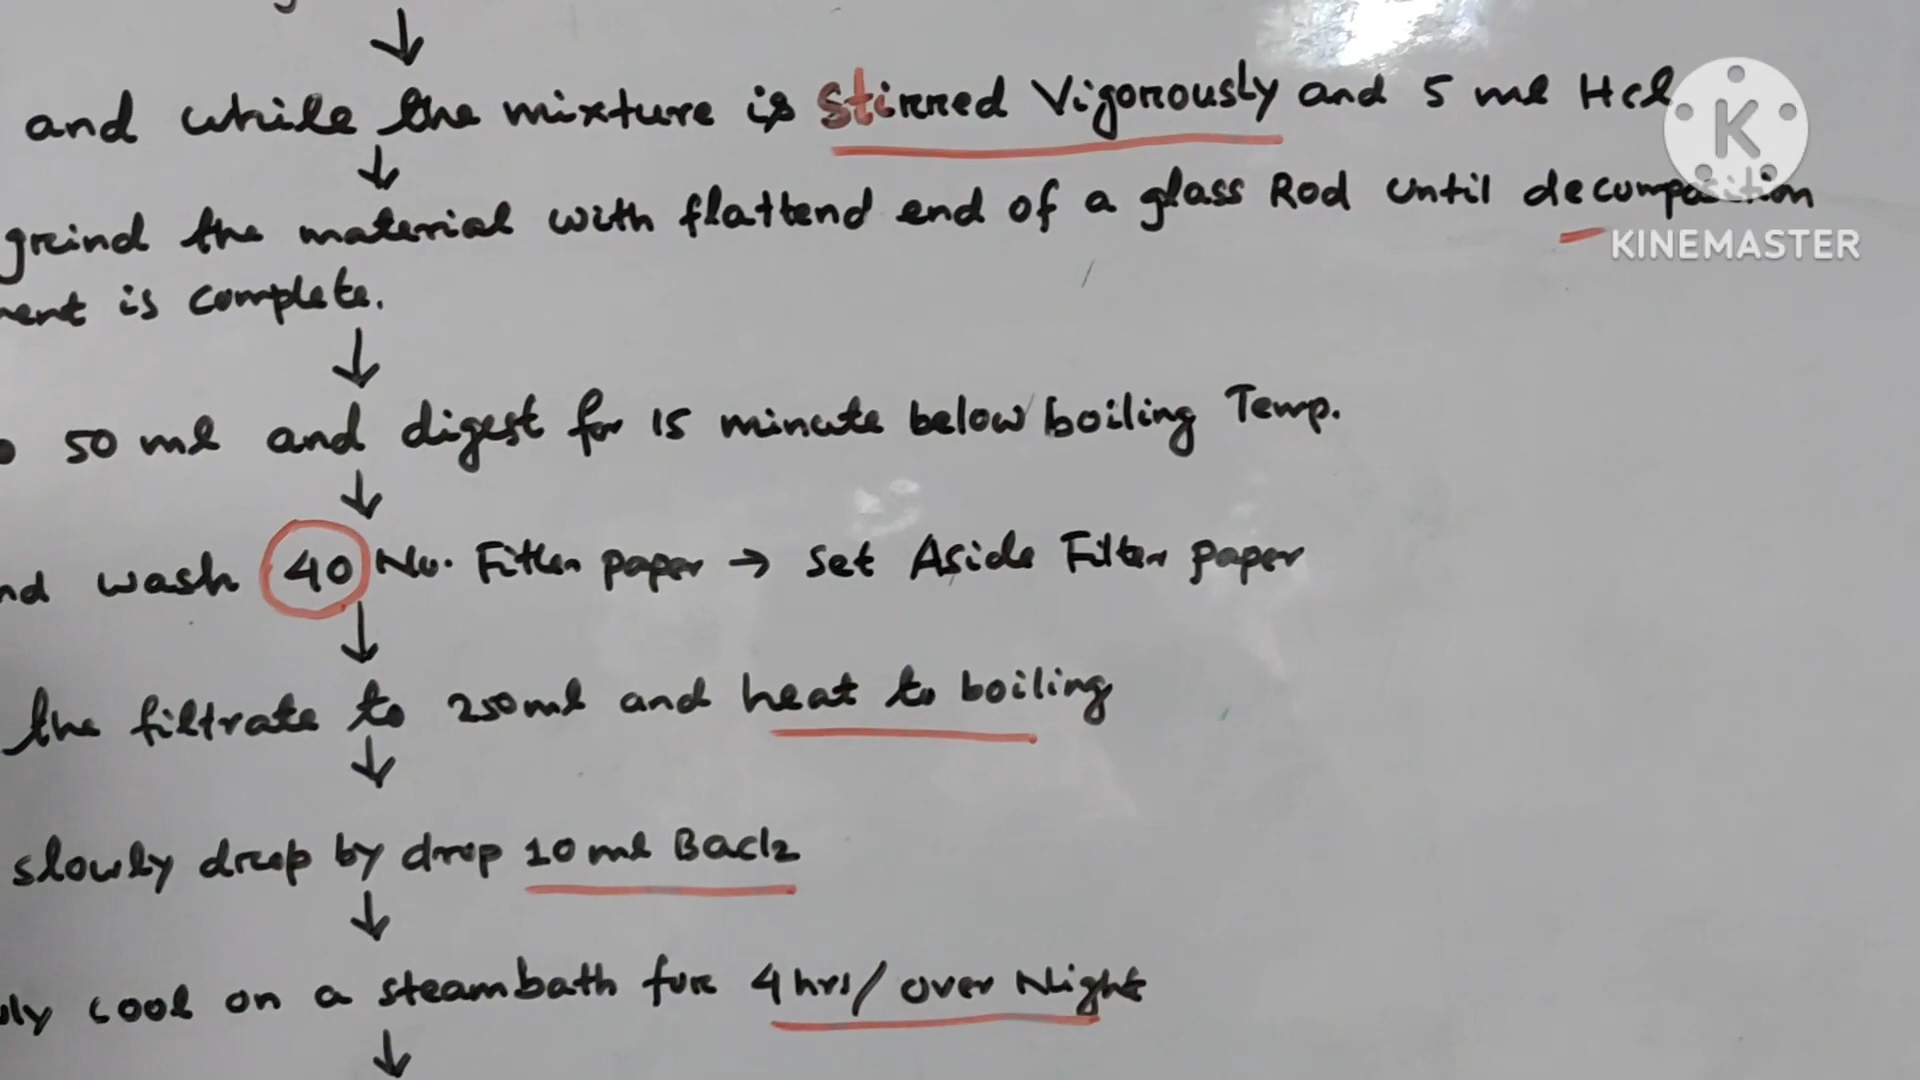 and while the mixture is Stirred Vigorously and 5 ml Hcl
grind the material with flattend end of a glass Rod until decomposition
ment is complete.
50 ml and digest for 15 minute below boiling Temp.
nd wash 40 No. Filter paper → set Aside Filter paper
the filtrate to 250ml and heat to boiling
slowly drop by drop 10 ml Bacl2
ly cool on a steambath for 4 hrs/ over Night
K
KINEMASTER